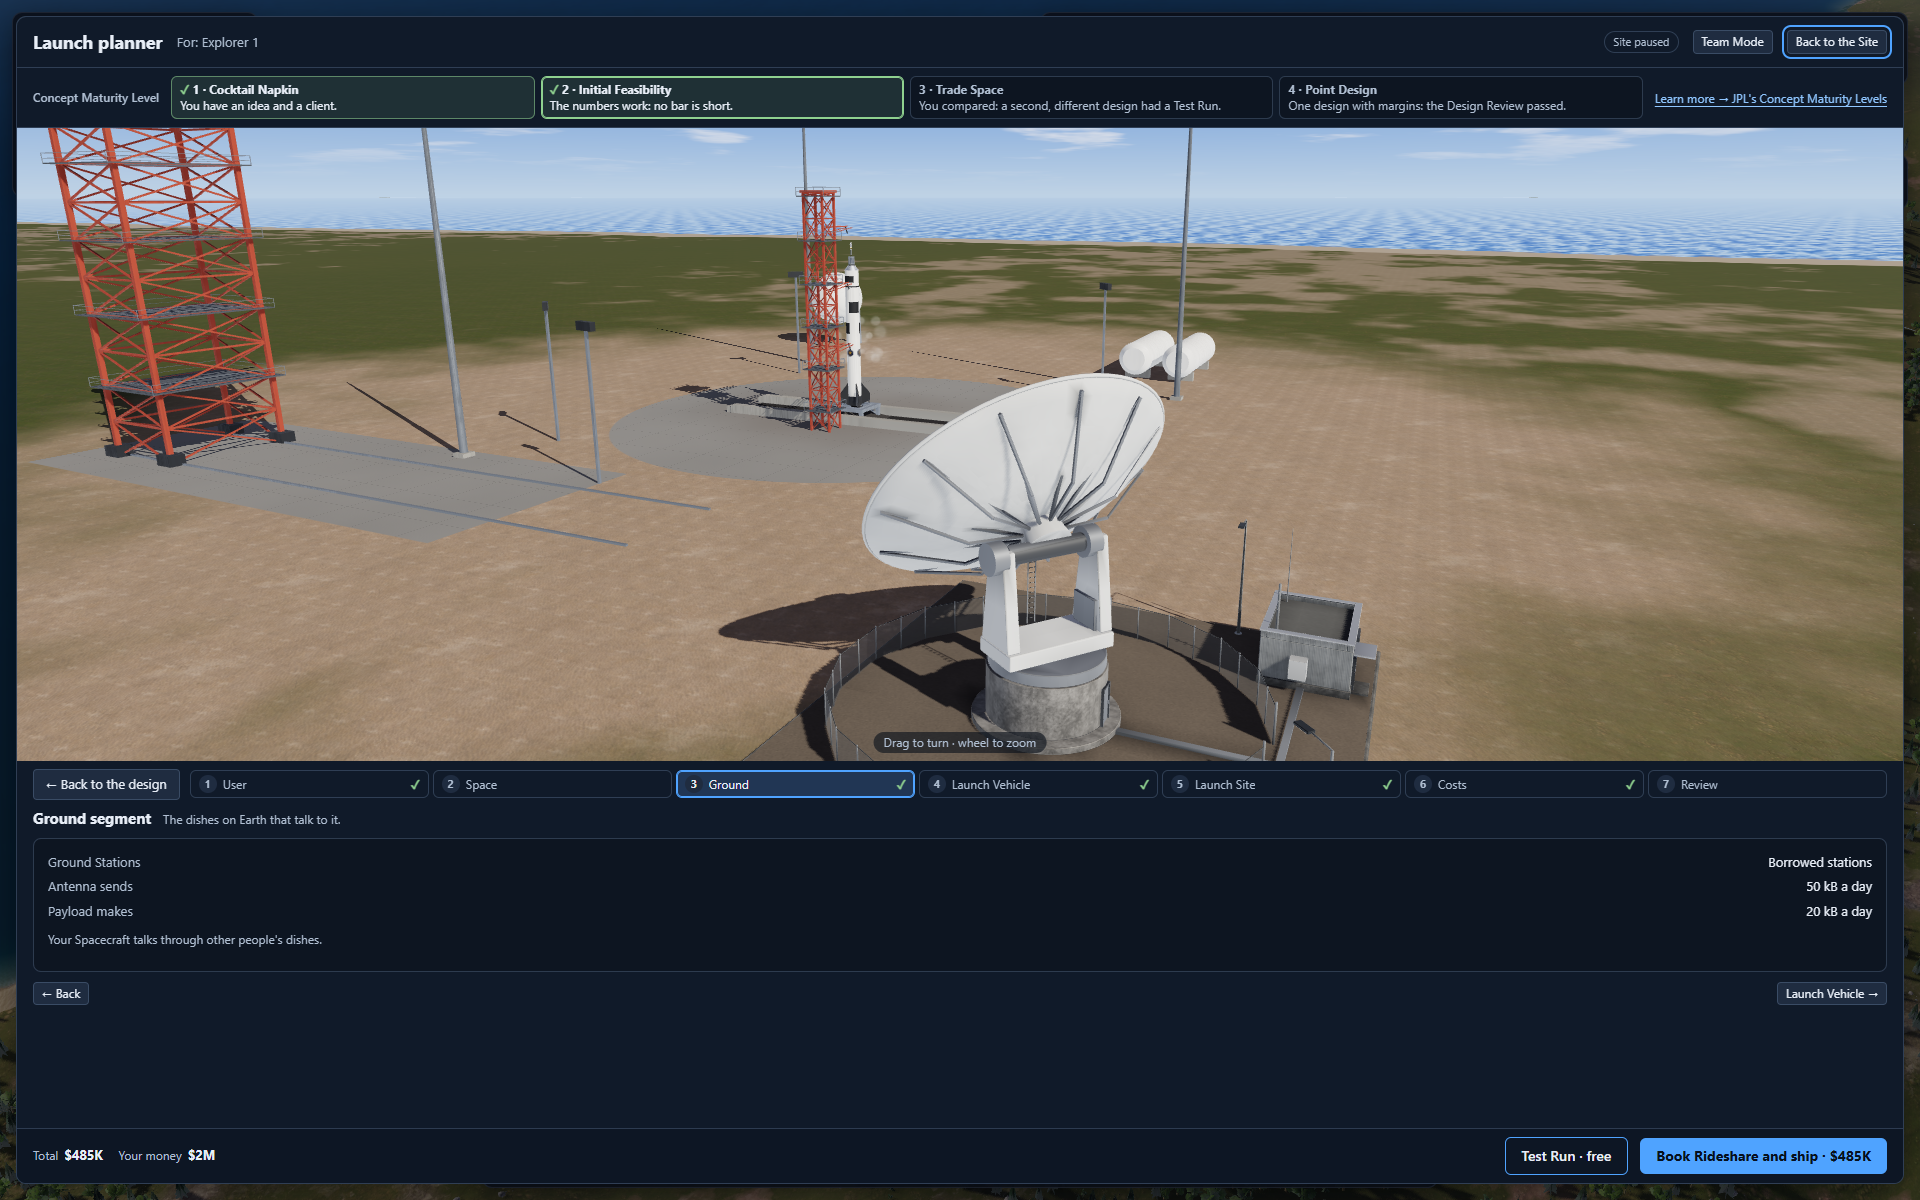 Launch planner
For: Explorer 1
Site paused
Team Mode
Back to the Site
Concept Maturity Level
✓ 1 · Cocktail Napkin
You have an idea and a client.
✓ 2 · Initial Feasibility
The numbers work: no bar is short.
3 · Trade Space
You compared: a second, different design had a Test Run.
4 · Point Design
One design with margins: the Design Review passed.
Learn more → JPL's Concept Maturity Levels
Drag to turn · wheel to zoom
← Back to the design
1 User ✓
2 Space
3 Ground ✓
4 Launch Vehicle ✓
5 Launch Site ✓
6 Costs ✓
7 Review
Ground segment
The dishes on Earth that talk to it.
Ground Stations
Borrowed stations
Antenna sends
50 kB a day
Payload makes
20 kB a day
Your Spacecraft talks through other people's dishes.
← Back
Launch Vehicle →
Total $485K
Your money $2M
Test Run · free
Book Rideshare and ship · $485K